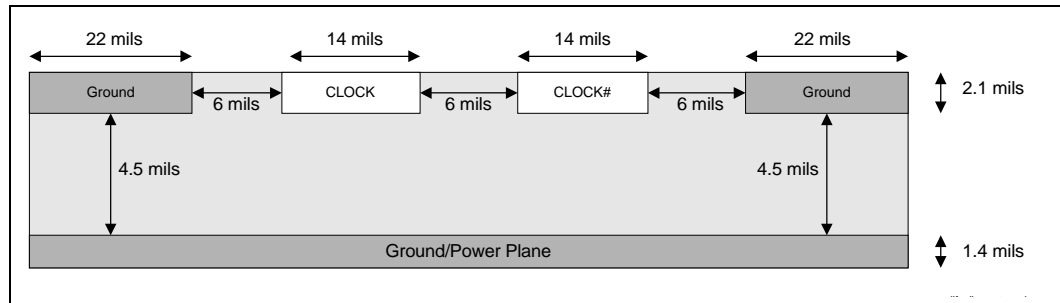 22 mils 14 mils 14 mils 22 mils
Ground CLOCK CLOCK# Ground 2.1 mils
6 mils 6 mils 6 mils
4.5 mils 4.5 mils
Ground/Power Plane 1.4 mils